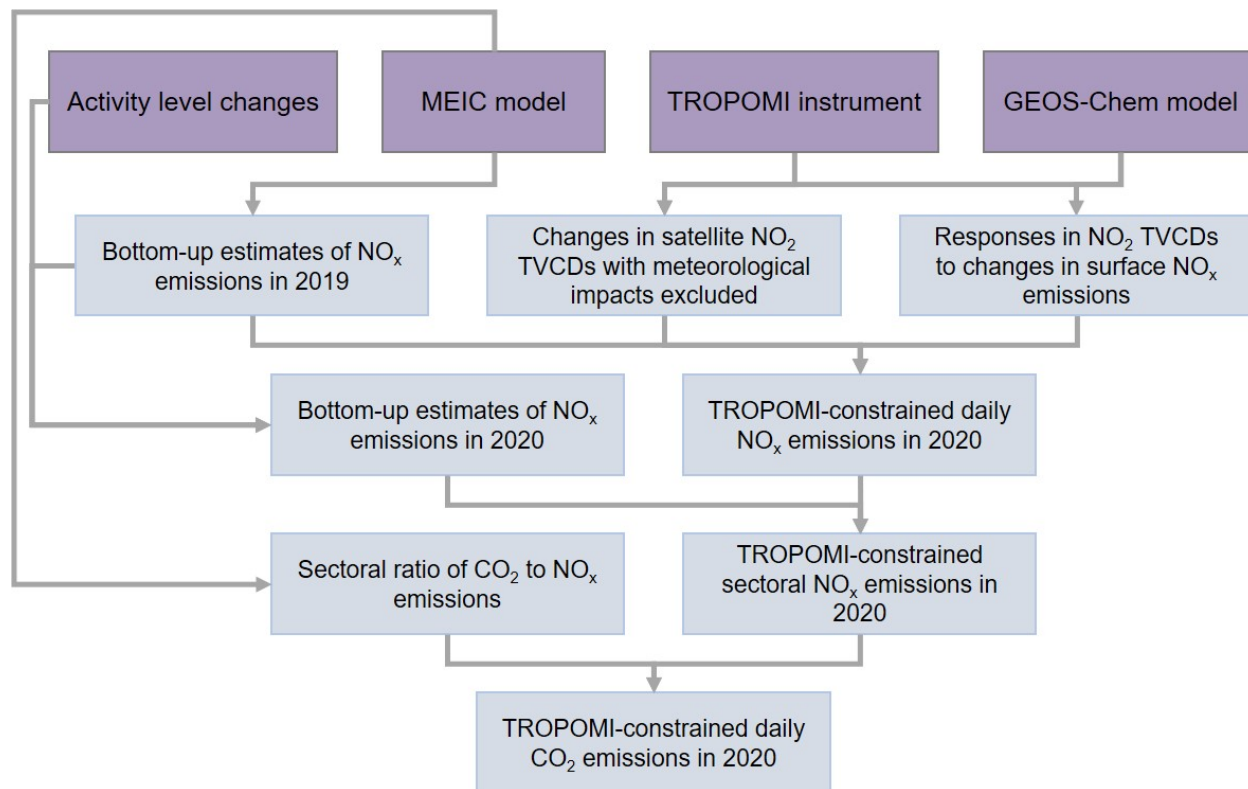 Activity level changes
MEIC model
TROPOMI instrument
GEOS-Chem model
Bottom-up estimates of NOₓ
emissions in 2019
Changes in satellite NO₂
TVCDs with meteorological
impacts excluded
Responses in NO₂ TVCDs
to changes in surface NOₓ
emissions
Bottom-up estimates of NOₓ
emissions in 2020
TROPOMI-constrained daily
NOₓ emissions in 2020
Sectoral ratio of CO₂ to NOₓ
emissions
TROPOMI-constrained
sectoral NOₓ emissions in
2020
TROPOMI-constrained daily
CO₂ emissions in 2020